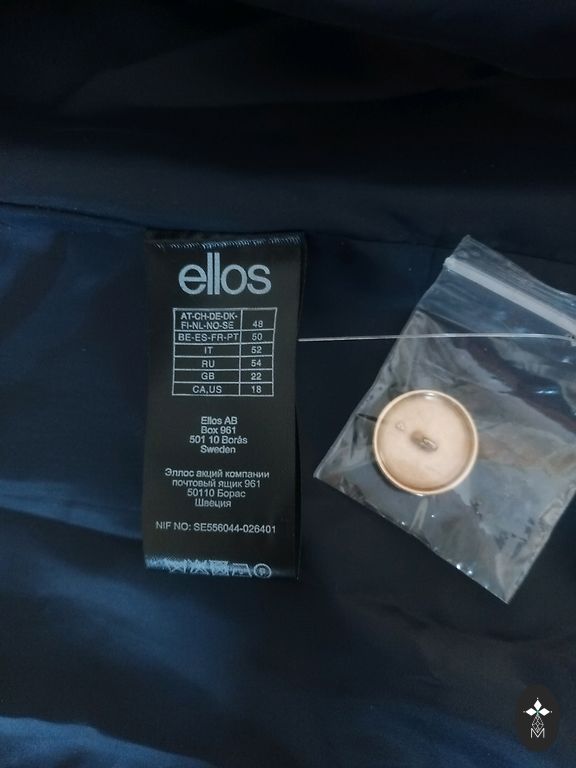 ellos
AT-CH-DE-DK-
FI-NL-NO-SE 48
BE-ES-FR-PT 50
IT 52
RU 54
GB 22
CA,US 18
Ellos AB
Box 961
501 10 Borås
Sweden
Эллос акций компании
почтовый ящик 961
50110 Борас
Швеция
NIF NO: SE556044-026401
P
M